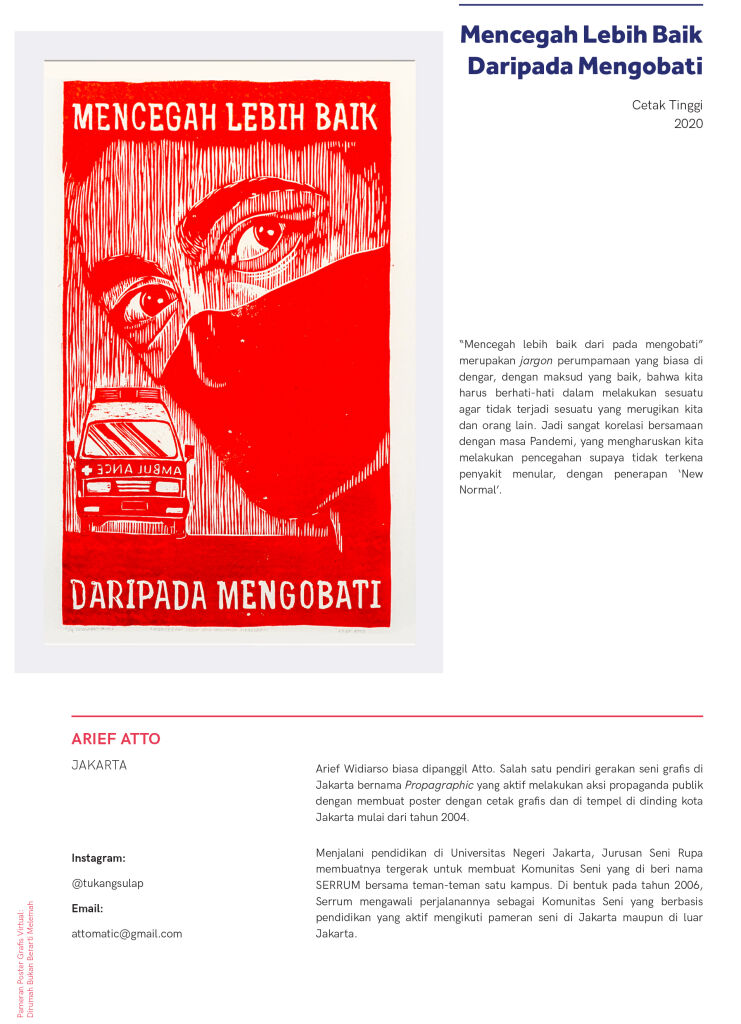 Mencegah Lebih Baik
Daripada Mengobati
Cetak Tinggi
2020
MENCEGAH LEBIH BAIK
AMBULANCE
DARIPADA MENGOBATI
“Mencegah lebih baik dari pada mengobati”
merupakan jargon perumpamaan yang biasa di
dengar, dengan maksud yang baik, bahwa kita
harus berhati-hati dalam melakukan sesuatu
agar tidak terjadi sesuatu yang merugikan kita
dan orang lain. Jadi sangat korelasi bersamaan
dengan masa Pandemi, yang mengharuskan kita
melakukan pencegahan supaya tidak terkena
penyakit menular, dengan penerapan ‘New
Normal’.
ARIEF ATTO
JAKARTA
Instagram:
@tukangsulap
Email:
attomatic@gmail.com
Arief Widiarso biasa dipanggil Atto. Salah satu pendiri gerakan seni grafis di
Jakarta bernama Propagraphic yang aktif melakukan aksi propaganda publik
dengan membuat poster dengan cetak grafis dan di tempel di dinding kota
Jakarta mulai dari tahun 2004.
Menjalani pendidikan di Universitas Negeri Jakarta, Jurusan Seni Rupa
membuatnya tergerak untuk membuat Komunitas Seni yang di beri nama
SERRUM bersama teman-teman satu kampus. Di bentuk pada tahun 2006,
Serrum mengawali perjalanannya sebagai Komunitas Seni yang berbasis
pendidikan yang aktif mengikuti pameran seni di Jakarta maupun di luar
Jakarta.
Pameran Poster Grafis Virtual:
Dirumah Bukan Berarti Melemah